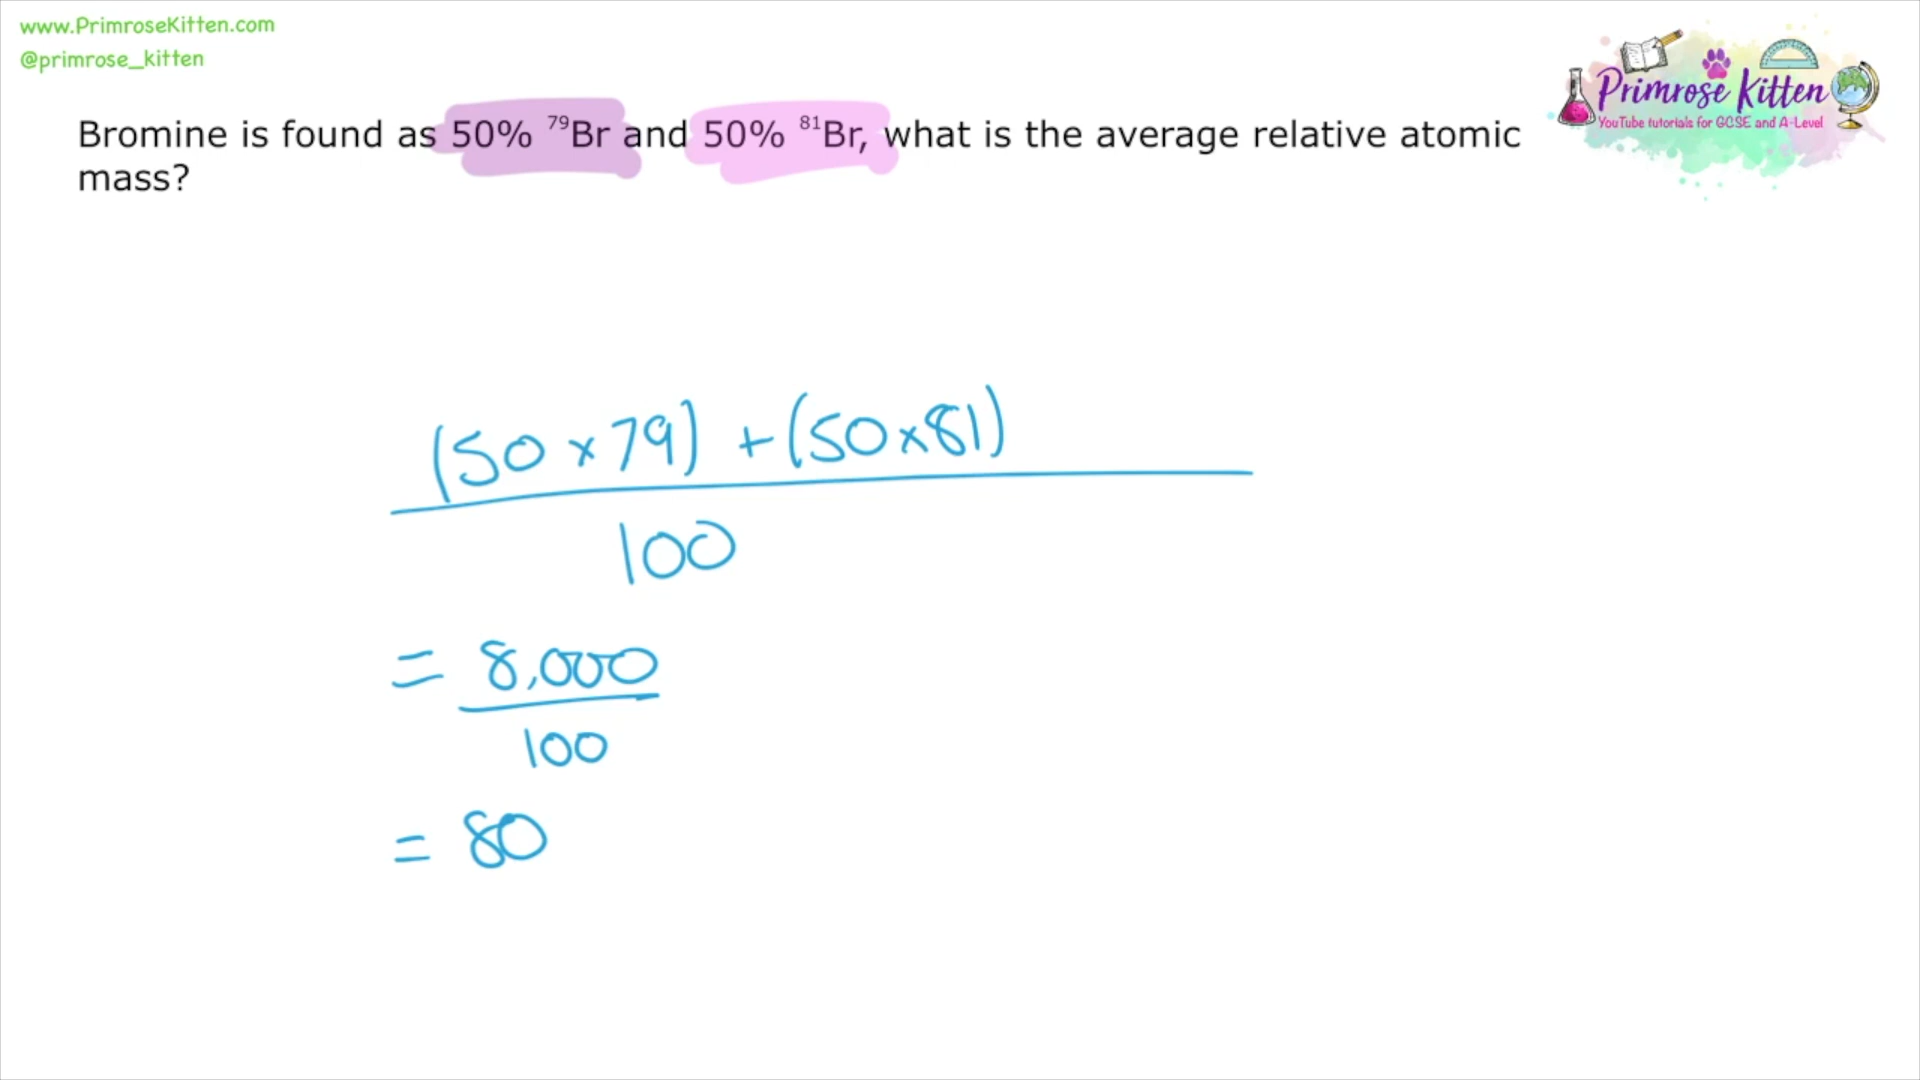 www.PrimroseKitten.com
@primrose_kitten
Primrose Kitten
YouTube tutorials for GCSE and A-Level
Bromine is found as 50% ⁷⁹Br and 50% ⁸¹Br, what is the average relative atomic
mass?
(50 x 79) + (50 x 81)
100
= 8,000
100
= 80